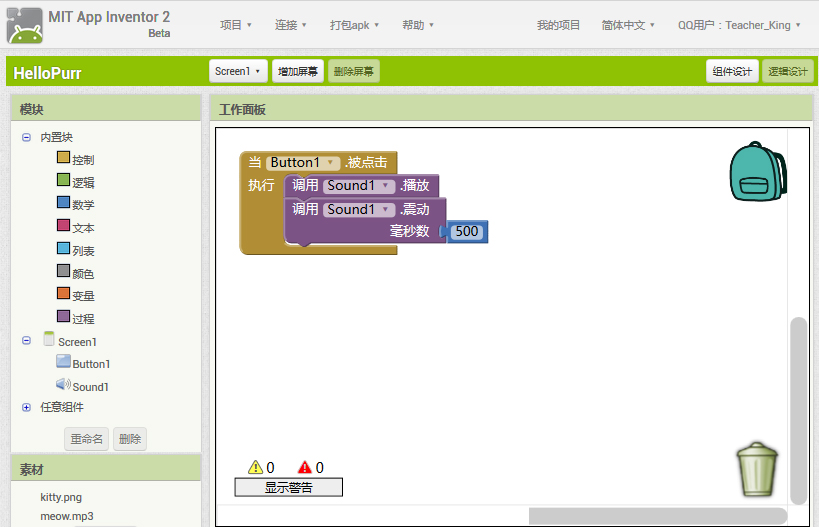 MIT App Inventor 2
Beta
项目 连接 打包apk 帮助 我的项目 简体中文 QQ用户：Teacher_King
HelloPurr Screen1 增加屏幕 删除屏幕 组件设计 逻辑设计
模块 工作面板
内置块
控制
逻辑
数学
文本
列表
颜色
变量
过程
Screen1
Button1
Sound1
任意组件
重命名 删除
素材
kitty.png
meow.mp3
当 Button1 .被点击
执行 调用 Sound1 .播放
调用 Sound1 .震动
毫秒数 500
0 0
显示警告